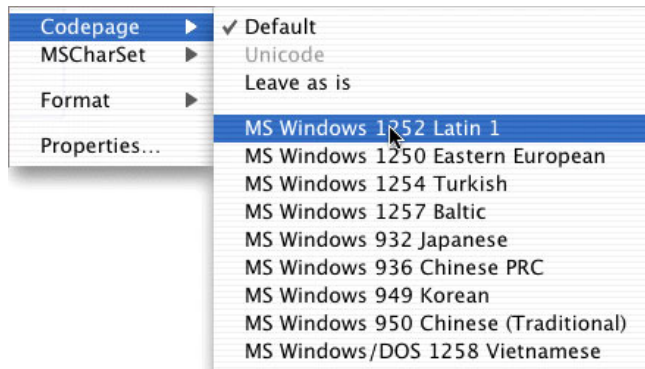 Codepage
MSCharSet
Format
Properties...
Default
Unicode
Leave as is
MS Windows 1252 Latin 1
MS Windows 1250 Eastern European
MS Windows 1254 Turkish
MS Windows 1257 Baltic
MS Windows 932 Japanese
MS Windows 936 Chinese PRC
MS Windows 949 Korean
MS Windows 950 Chinese (Traditional)
MS Windows/DOS 1258 Vietnamese